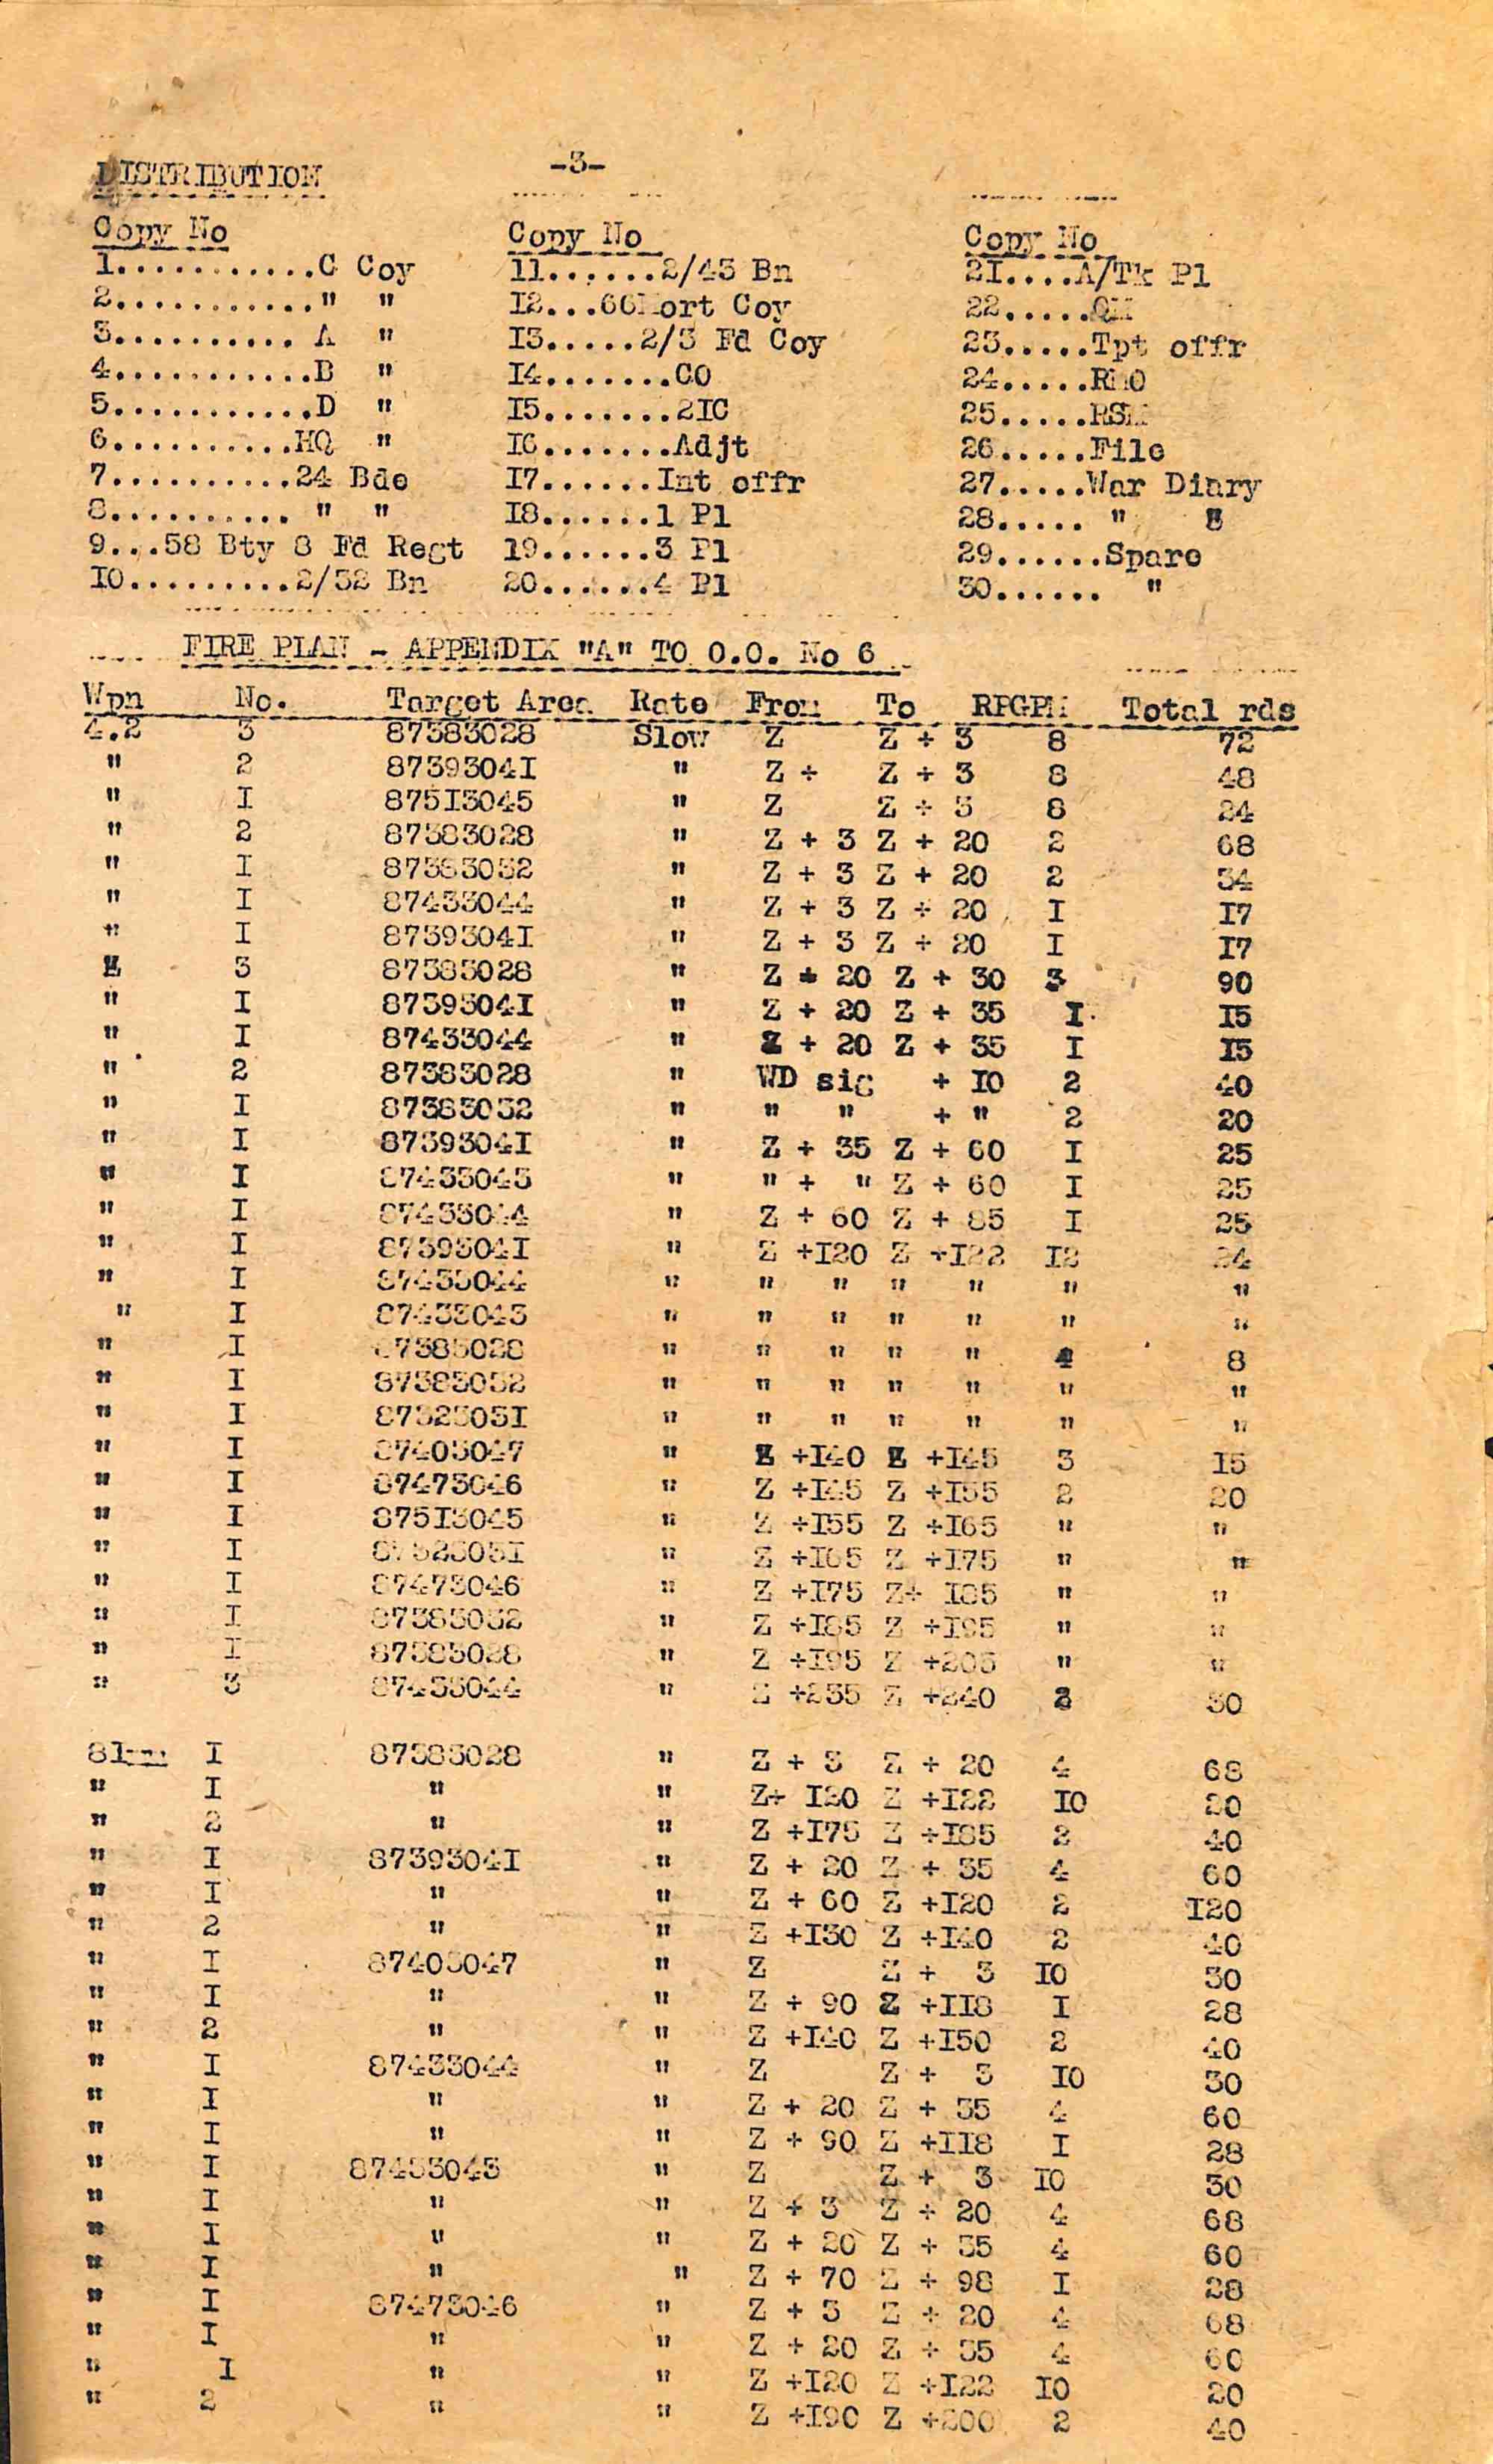 -3-
DISTRIBUTION
Copy No Copy No Copy No
1...........C Coy 11......2/43 Bn 2I....A/Tk Pl
2............" " I2...66Mort Coy 22.....QM
3........... A " I3.....2/3 Fd Coy 23.....Tpt offr
4............B " I4.......CO 24.....RMO
5............D " I5.......2IC 25.....RSM
6...........HQ " I6.......Adjt 26.....File
7..........24 Bde I7......Int offr 27.....War Diary
8........... " " I8......1 Pl 28..... " "
9...58 Bty 8 Fd Regt 19......3 Pl 29......Spare
IO..........2/32 Bn 20......4 Pl 30...... "
FIRE PLAN - APPENDIX "A" TO O.O. No 6
Wpn No. Target Area Rate From To RPGPM Total rds
4.2 3 87383028 Slow Z Z + 3 8 72
" 2 8739304I " Z + Z + 3 8 48
" I 875I3045 " Z Z + 3 8 24
" 2 87383028 " Z + 3 Z + 20 2 68
" I 87383032 " Z + 3 Z + 20 2 34
" I 87433044 " Z + 3 Z + 20 I I7
" I 8739304I " Z + 3 Z + 20 I I7
" 3 87383028 " Z + 20 Z + 30 3 90
" I 8739304I " Z + 20 Z + 35 I I5
" I 87433044 " Z + 20 Z + 35 I I5
" 2 87383028 " WD sig + IO 2 40
" I 87383032 " " " + " 2 20
" I 8739304I " Z + 35 Z + 60 I 25
" I 87433043 " " + " Z + 60 I 25
" I 87433044 " Z + 60 Z + 85 I 25
" I 8739304I " Z +I20 Z +I22 I2 24
" I 87433044 " " " " " " "
" I 87433043 " " " " " " "
" I 87383028 " " " " " 4 8
" I 87383032 " " " " " " "
" I 8732305I " " " " " " "
" I 87403047 " Z +I40 Z +I45 3 I5
" I 87473046 " Z +I45 Z +I55 2 20
" I 875I3045 " Z +I55 Z +I65 " "
" I 8752305I " Z +I65 Z +I75 " "
" I 87473046 " Z +I75 Z+ I85 " "
" I 87383032 " Z +I85 Z +I95 " "
" I 87383028 " Z +I95 Z +205 " "
" 3 87433044 " Z +235 Z +240 2 30
81mm I 87383028 " Z + 3 Z + 20 4 68
" I " " Z+ I20 Z +I22 IO 20
" 2 " " Z +I75 Z +I85 2 40
" I 8739304I " Z + 20 Z + 35 4 60
" I " " Z + 60 Z +I20 2 I20
" 2 " " Z +I30 Z +I40 2 40
" I 87403047 " Z Z + 3 IO 30
" I " " Z + 90 Z +II8 I 28
" 2 " " Z +I40 Z +I50 2 40
" I 87433044 " Z Z + 3 IO 30
" I " " Z + 20 Z + 35 4 60
" I " " Z + 90 Z +II8 I 28
" I 87433043 " Z Z + 3 IO 30
" I " " Z + 3 Z + 20 4 68
" I " " Z + 20 Z + 35 4 60
" I " " Z + 70 Z + 98 I 28
" I 87473046 " Z + 3 Z + 20 4 68
" I " " Z + 20 Z + 35 4 60
" I " " Z +I20 Z +I22 IO 20
" 2 " " Z +I90 Z +200 2 40